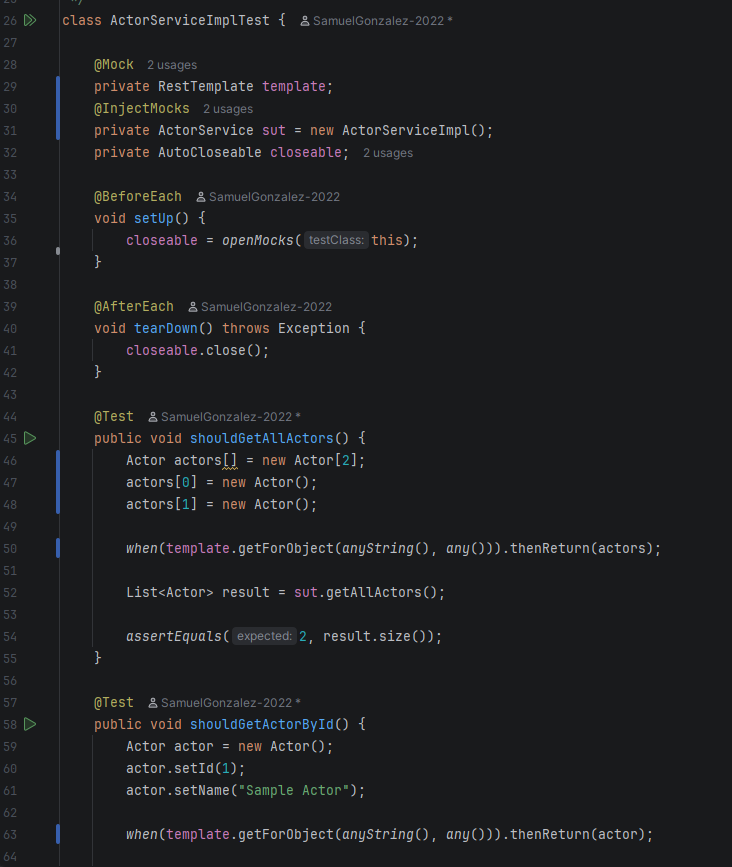 26 class ActorServiceImplTest { SamuelGonzalez-2022 *
27
28 @Mock 2 usages
29 private RestTemplate template;
30 @InjectMocks 2 usages
31 private ActorService sut = new ActorServiceImpl();
32 private AutoCloseable closeable; 2 usages
33
34 @BeforeEach SamuelGonzalez-2022
35 void setUp() {
36 closeable = openMocks( testClass: this);
37 }
38
39 @AfterEach SamuelGonzalez-2022
40 void tearDown() throws Exception {
41 closeable.close();
42 }
43
44 @Test SamuelGonzalez-2022 *
45 public void shouldGetAllActors() {
46 Actor actors[] = new Actor[2];
47 actors[0] = new Actor();
48 actors[1] = new Actor();
49
50 when(template.getForObject(anyString(), any())).thenReturn(actors);
51
52 List<Actor> result = sut.getAllActors();
53
54 assertEquals( expected: 2, result.size());
55 }
56
57 @Test SamuelGonzalez-2022 *
58 public void shouldGetActorById() {
59 Actor actor = new Actor();
60 actor.setId(1);
61 actor.setName("Sample Actor");
62
63 when(template.getForObject(anyString(), any())).thenReturn(actor);
64